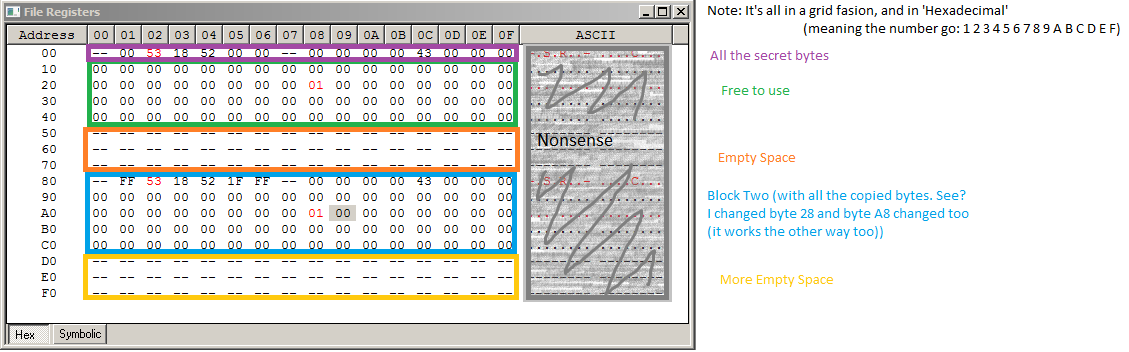 File Registers
Address 00 01 02 03 04 05 06 07 08 09 0A 0B 0C 0D 0E 0F ASCII
00 -- 00 53 18 52 00 00 -- 00 00 00 00 43 00 00 00
10 00 00 00 00 00 00 00 00 00 00 00 00 00 00 00 00
20 00 00 00 00 00 00 00 00 01 00 00 00 00 00 00 00
30 00 00 00 00 00 00 00 00 00 00 00 00 00 00 00 00
40 00 00 00 00 00 00 00 00 00 00 00 00 00 00 00 00
50 -- -- -- -- -- -- -- -- -- -- -- -- -- -- -- --
60 -- -- -- -- -- -- -- -- -- -- -- -- -- -- -- --
70 -- -- -- -- -- -- -- -- -- -- -- -- -- -- -- --
80 -- FF 53 18 52 1F FF -- 00 00 00 00 43 00 00 00
90 00 00 00 00 00 00 00 00 00 00 00 00 00 00 00 00
A0 00 00 00 00 00 00 00 00 01 00 00 00 00 00 00 00
B0 00 00 00 00 00 00 00 00 00 00 00 00 00 00 00 00
C0 00 00 00 00 00 00 00 00 00 00 00 00 00 00 00 00
D0 -- -- -- -- -- -- -- -- -- -- -- -- -- -- -- --
E0 -- -- -- -- -- -- -- -- -- -- -- -- -- -- -- --
F0 -- -- -- -- -- -- -- -- -- -- -- -- -- -- -- --
Nonsense
Hex Symbolic
Note: It's all in a grid fasion, and in 'Hexadecimal'
(meaning the number go: 1 2 3 4 5 6 7 8 9 A B C D E F)
All the secret bytes
Free to use
Empty Space
Block Two (with all the copied bytes. See?
I changed byte 28 and byte A8 changed too
(it works the other way too))
More Empty Space